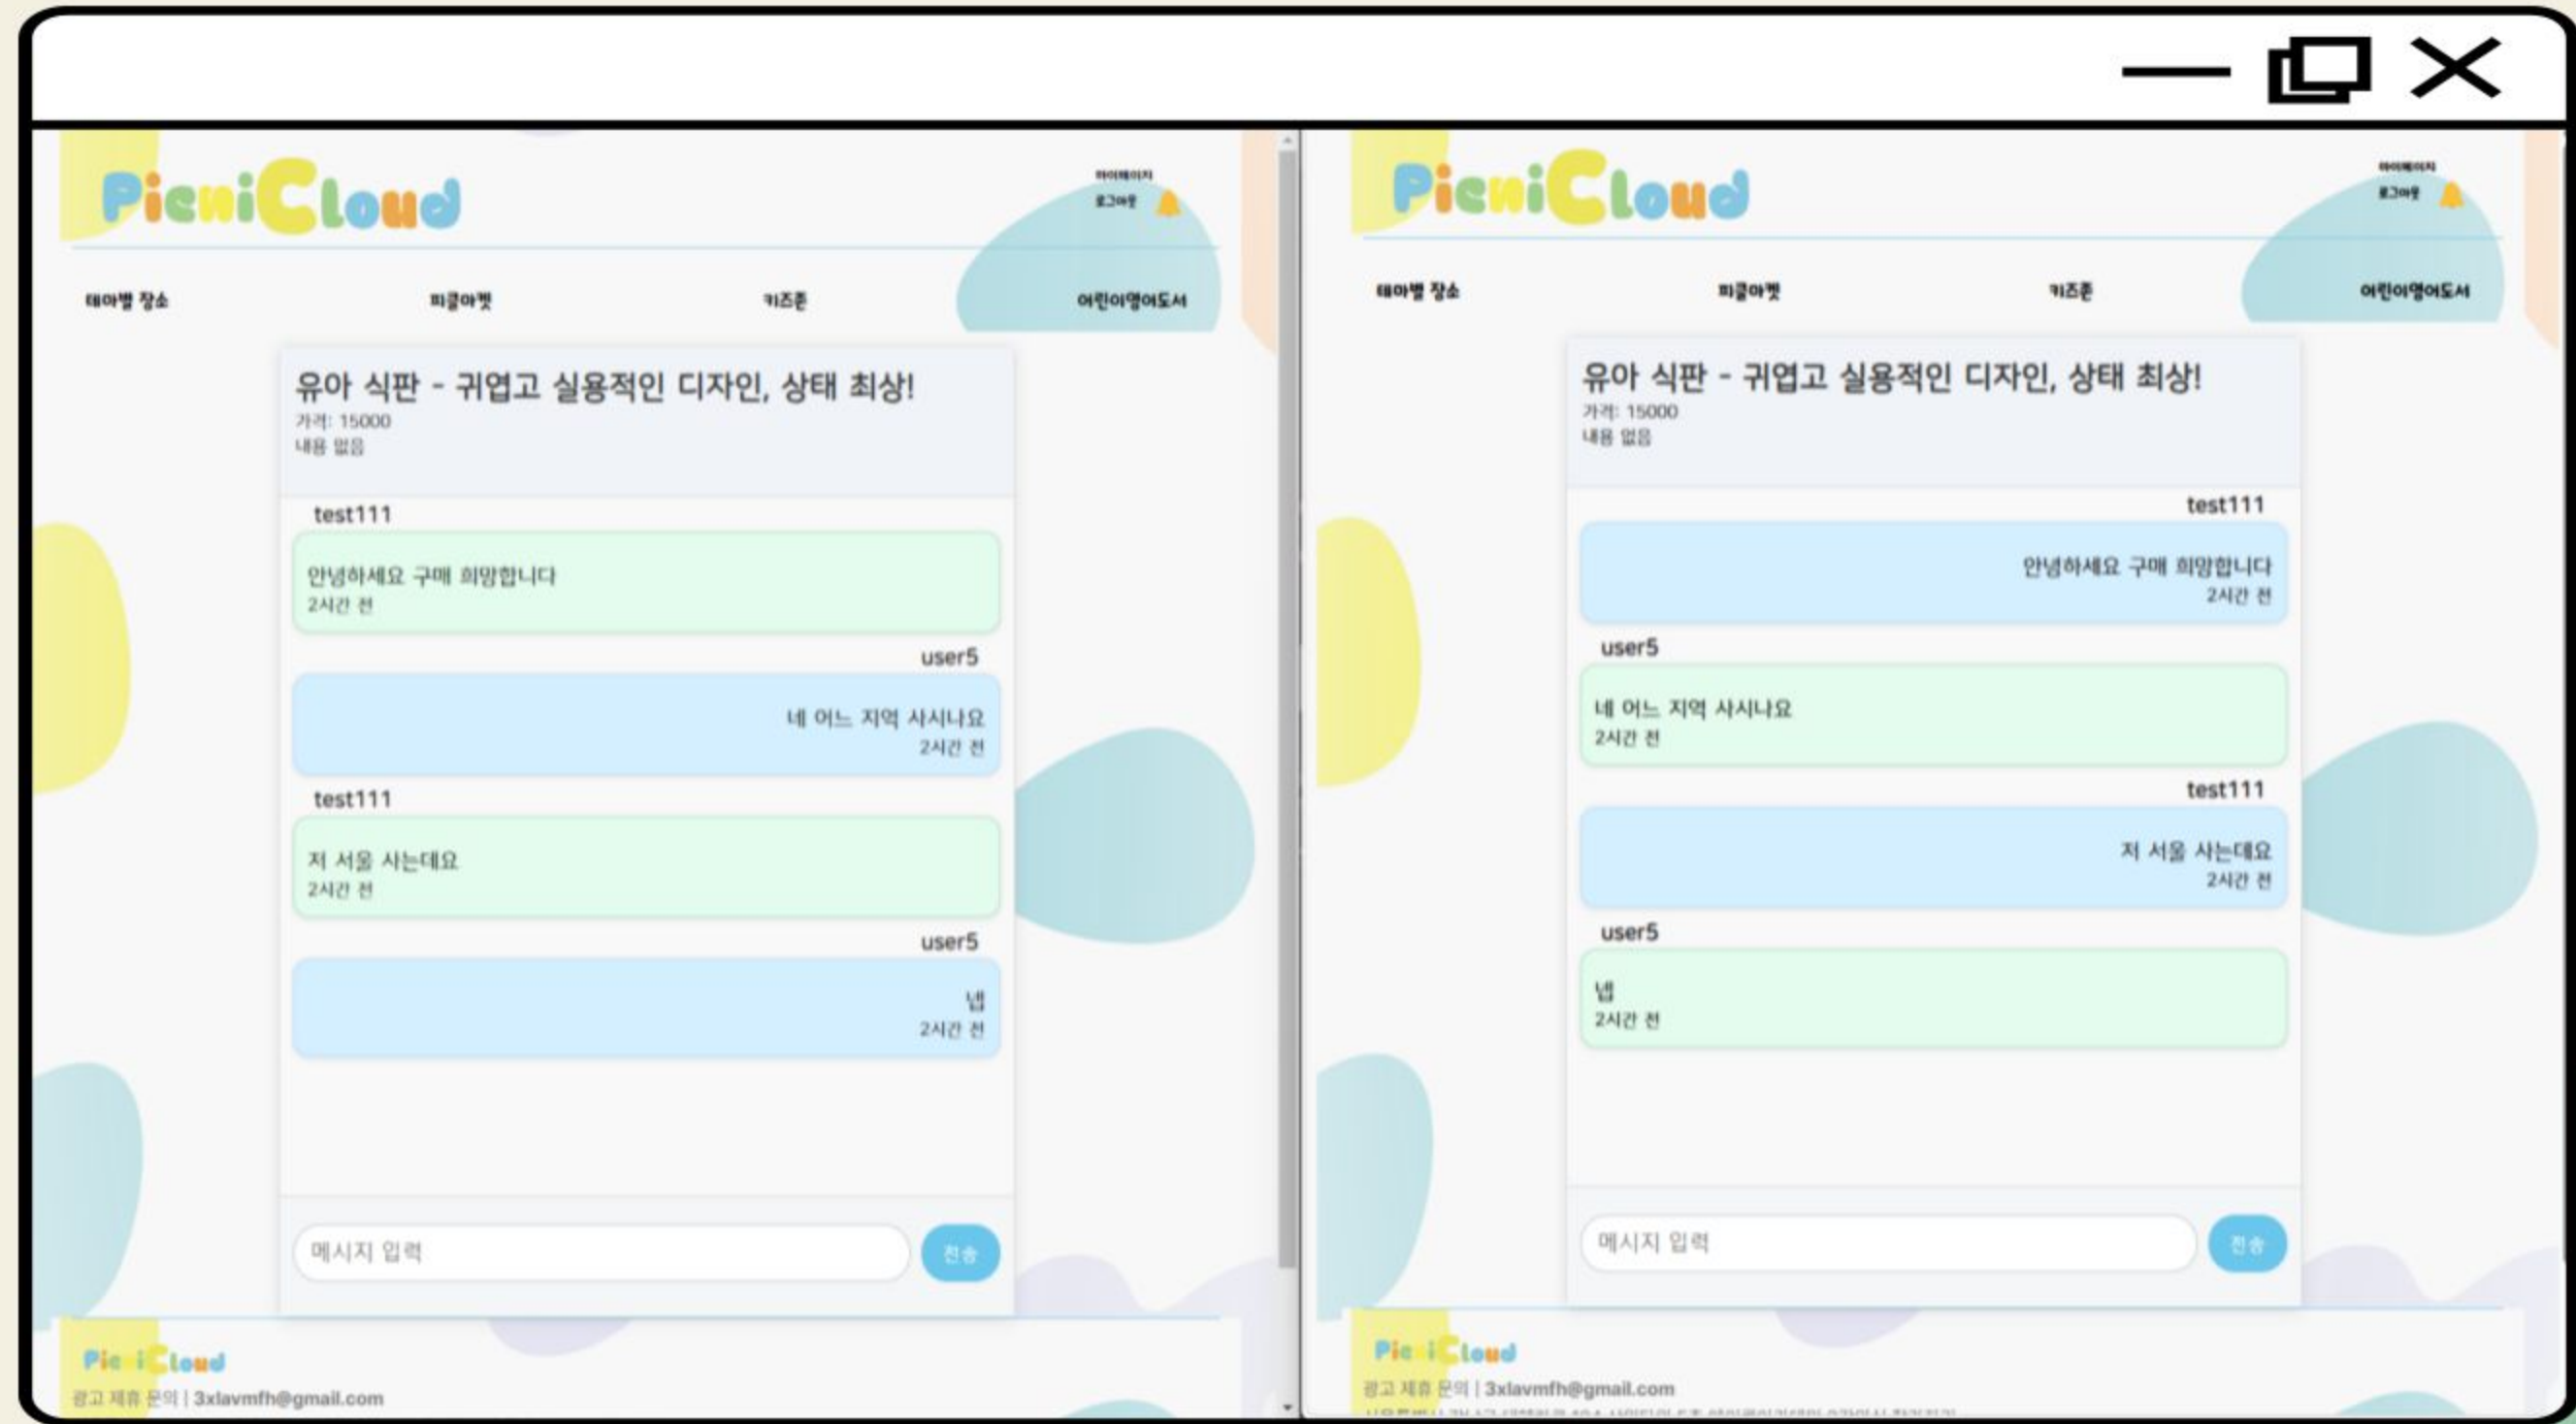 PicniCloud
마이페이지
로그아웃
테마별 장소
피클마켓
키즈존
어린이영어도서
유아 식판 - 귀엽고 실용적인 디자인, 상태 최상!
가격: 15000
내용 없음
test111
안녕하세요 구매 희망합니다
2시간 전
user5
네 어느 지역 사시나요
2시간 전
test111
저 서울 사는데요
2시간 전
user5
넵
2시간 전
메시지 입력
전송
PicniCloud
광고 제휴 문의 | 3xlavmfh@gmail.com
PicniCloud
마이페이지
로그아웃
테마별 장소
피클마켓
키즈존
어린이영어도서
유아 식판 - 귀엽고 실용적인 디자인, 상태 최상!
가격: 15000
내용 없음
test111
안녕하세요 구매 희망합니다
2시간 전
user5
네 어느 지역 사시나요
2시간 전
test111
저 서울 사는데요
2시간 전
user5
넵
2시간 전
메시지 입력
전송
PicniCloud
광고 제휴 문의 | 3xlavmfh@gmail.com